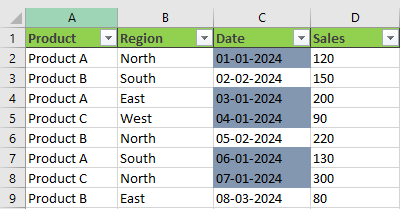 A B C D
1 Product Region Date Sales
2 Product A North 01-01-2024 120
3 Product B South 02-02-2024 150
4 Product A East 03-01-2024 200
5 Product C West 04-01-2024 90
6 Product B North 05-02-2024 220
7 Product A South 06-01-2024 130
8 Product C North 07-01-2024 300
9 Product B East 08-03-2024 80